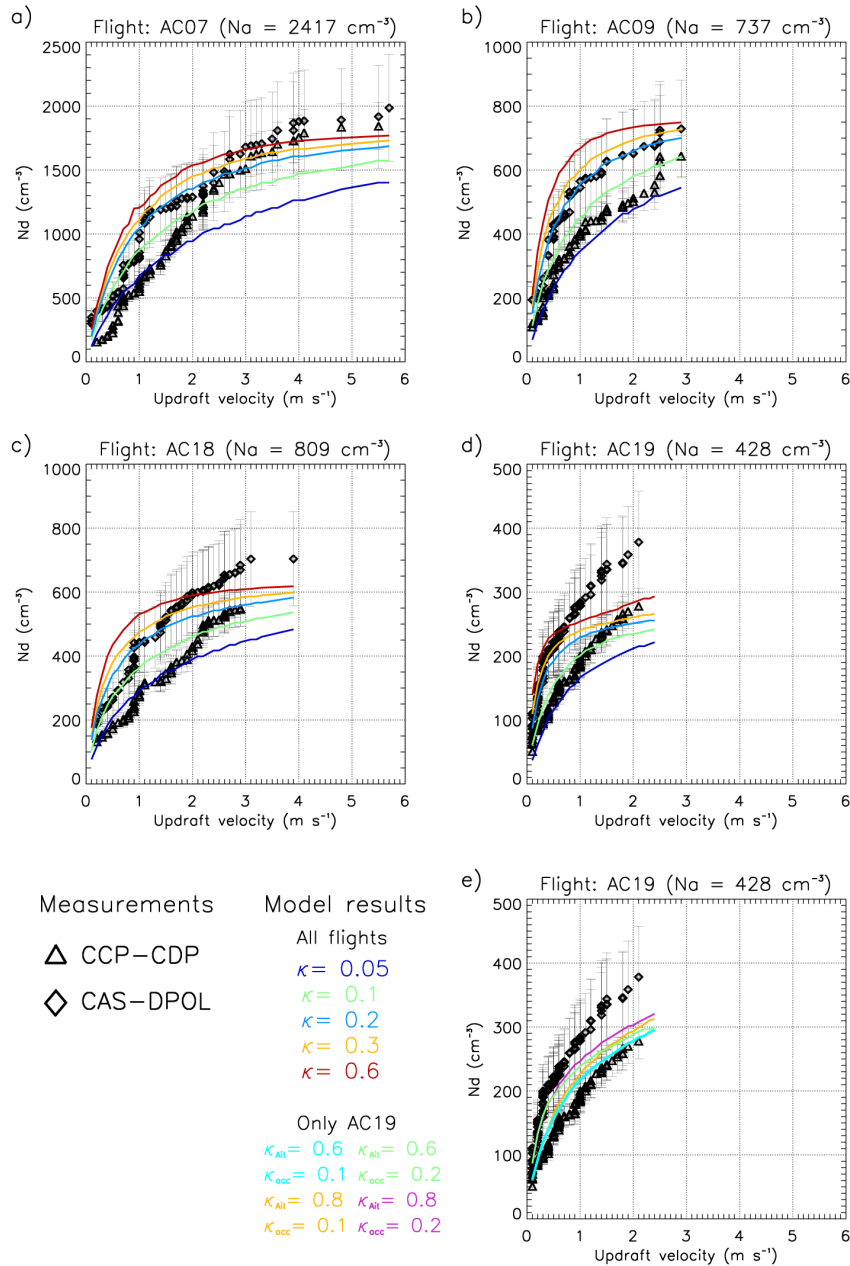 a) Flight: AC07 (Na = 2417 cm⁻³)
2500
2000
1500
1000
500
0
Nd (cm⁻³)
0 1 2 3 4 5 6
Updraft velocity (m s⁻¹)
b) Flight: AC09 (Na = 737 cm⁻³)
1000
800
600
400
200
0
Nd (cm⁻³)
0 1 2 3 4 5 6
Updraft velocity (m s⁻¹)
c) Flight: AC18 (Na = 809 cm⁻³)
1000
800
600
400
200
0
Nd (cm⁻³)
0 1 2 3 4 5 6
Updraft velocity (m s⁻¹)
d) Flight: AC19 (Na = 428 cm⁻³)
500
400
300
200
100
0
Nd (cm⁻³)
0 1 2 3 4 5 6
Updraft velocity (m s⁻¹)
Measurements
CCP-CDP
CAS-DPOL
Model results
All flights
κ= 0.05
κ= 0.1
κ= 0.2
κ= 0.3
κ= 0.6
Only AC19
κAit= 0.6 κAit= 0.6
κacc= 0.1 κacc= 0.2
κAit= 0.8 κAit= 0.8
κacc= 0.1 κacc= 0.2
e) Flight: AC19 (Na = 428 cm⁻³)
500
400
300
200
100
0
Nd (cm⁻³)
0 1 2 3 4 5 6
Updraft velocity (m s⁻¹)